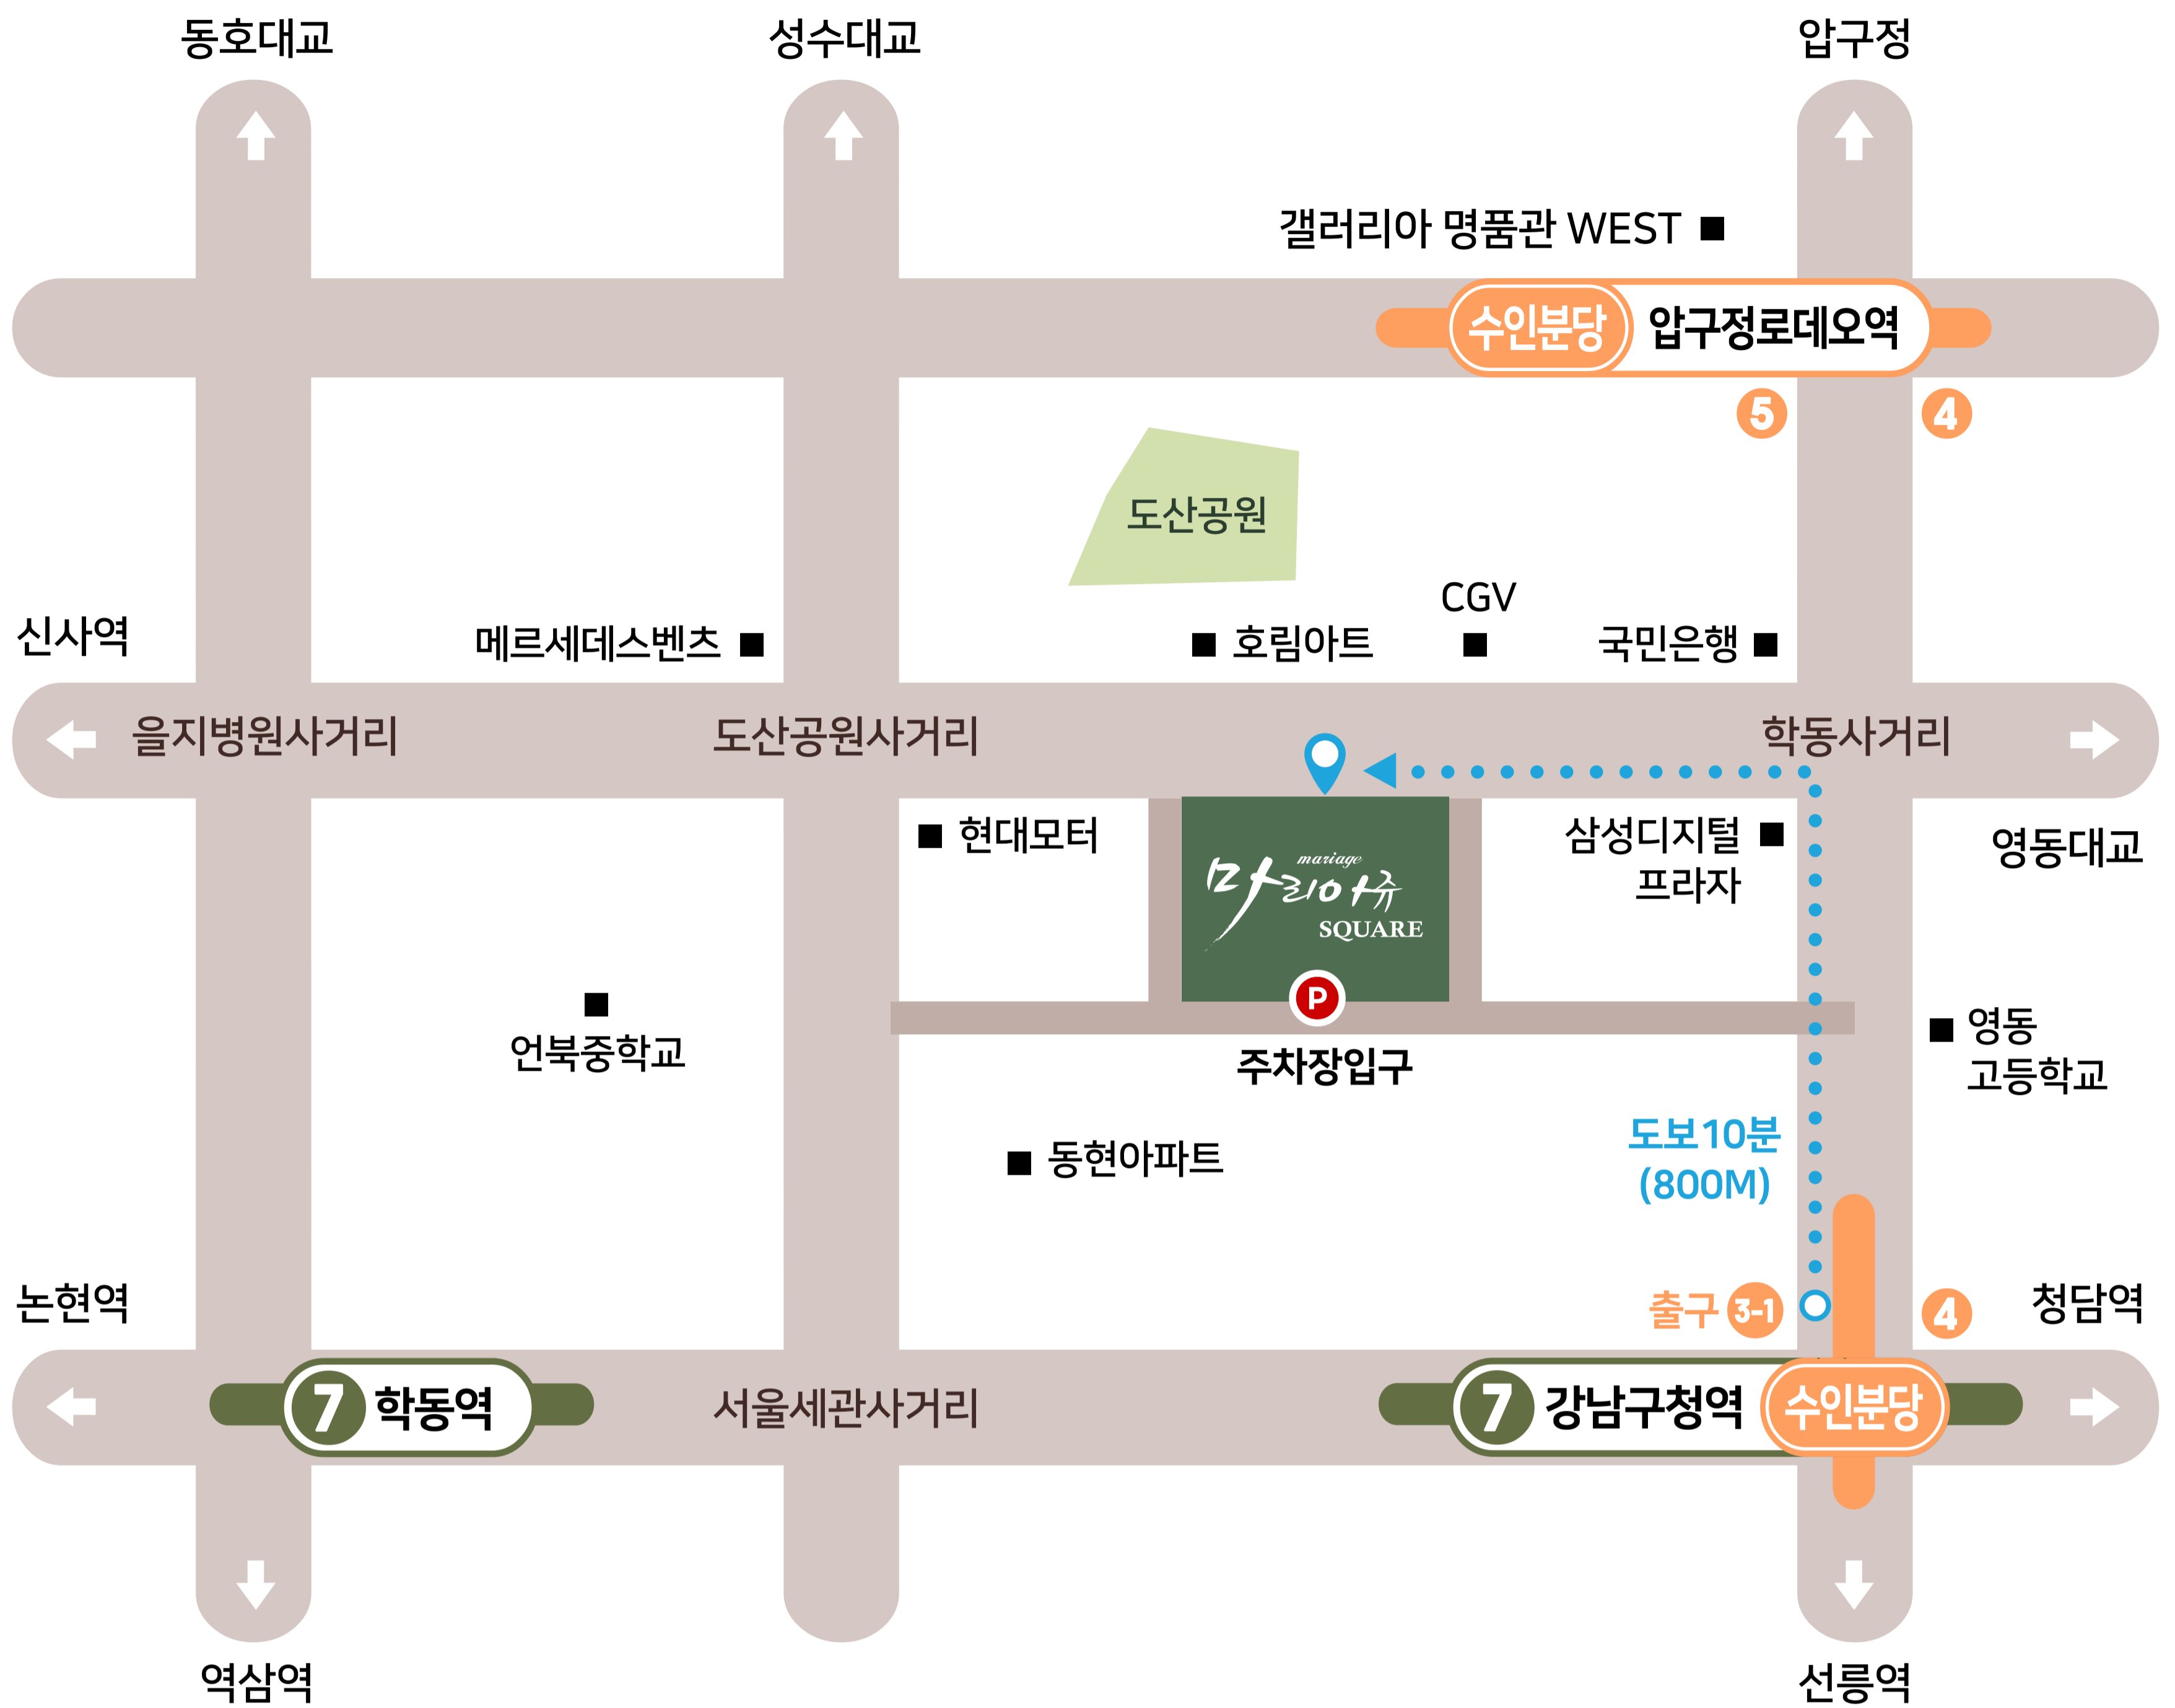 동호대교
성수대교
압구정
갤러리아 명품관 WEST
수인분당
압구정로데오역
5
4
도산공원
CGV
신사역
메르세데스벤츠
호림아트
국민은행
을지병원사거리
도산공원사거리
학동사거리
현대모터
mariage
마리아쥬
SQUARE
삼성디지털
프라자
영동대교
P
주차장입구
언북중학교
영동
고등학교
동현아파트
도보10분
(800M)
논현역
출구 3-1
4
청담역
7 학동역
서울세관사거리
7 강남구청역
수인분당
역삼역
선릉역